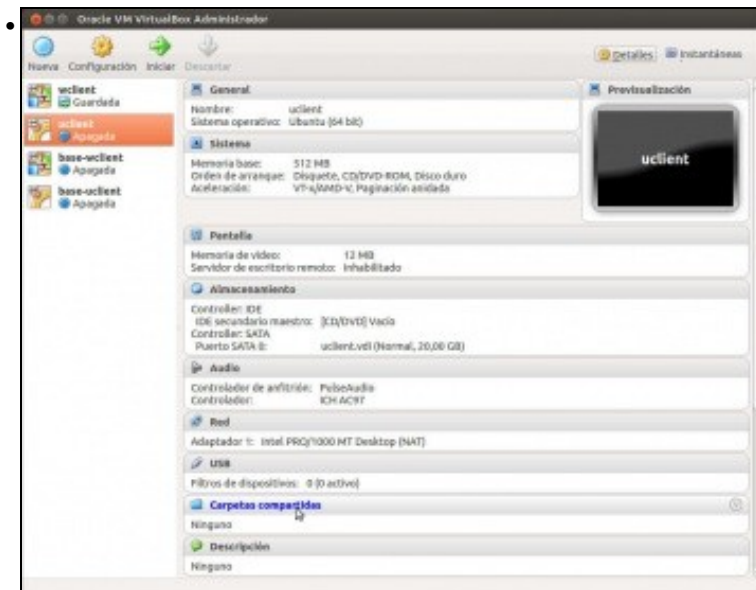 Oracle VM VirtualBox Administrador
Nueva Configuración Iniciar Descartar
Detalles Instantáneas
wclient
Guardada
uclient
Apagada
base-wclient
Apagada
base-uclient
Apagada
General
Nombre: uclient
Sistema operativo: Ubuntu (64 bit)
Sistema
Memoria base: 512 MB
Orden de arranque: Disquete, CD/DVD-ROM, Disco duro
Aceleración: VT-x/AMD-V, Paginación anidada
Previsualización
uclient
Pantalla
Memoria de vídeo: 12 MB
Servidor de escritorio remoto: Inhabilitado
Almacenamiento
Controller: IDE
IDE secundario maestro: [CD/DVD] Vacío
Controller: SATA
Puerto SATA 0: uclient.vdi (Normal, 20,00 GB)
Audio
Controlador de anfitrión: PulseAudio
Controlador: ICH AC97
Red
Adaptador 1: Intel PRO/1000 MT Desktop (NAT)
USB
Filtros de dispositivos: 0 (0 activo)
Carpetas compartidas
Ninguno
Descripción
Ninguno